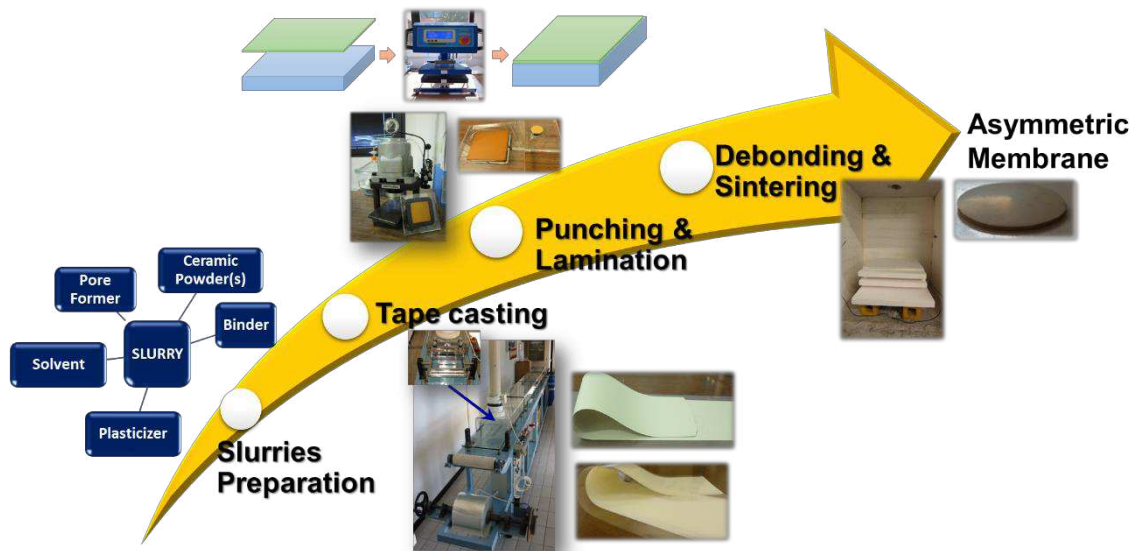 Asymmetric
Membrane
Debonding &
Sintering
Punching &
Lamination
Tape casting
Slurries
Preparation
Ceramic
Powder(s)
Pore
Former
Binder
SLURRY
Solvent
Plasticizer